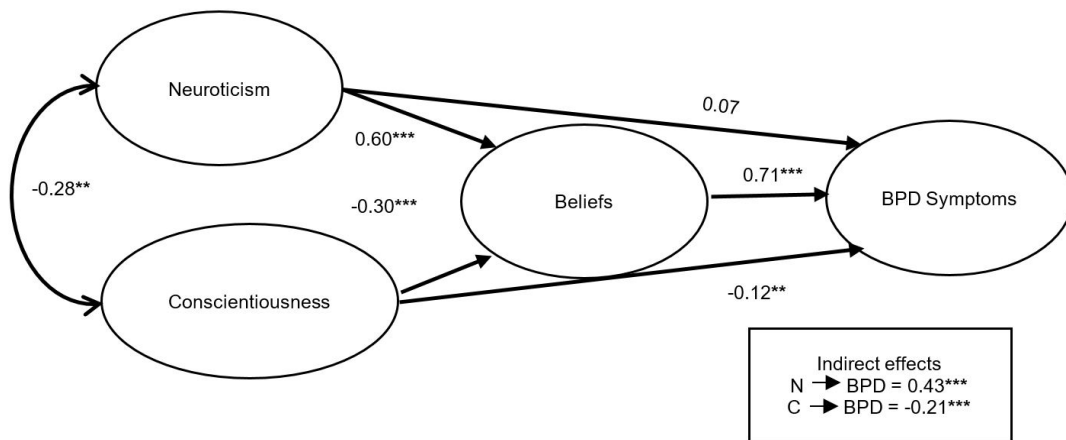 Neuroticism
0.07
0.60***
-0.28**
-0.30***
Beliefs
0.71***
BPD Symptoms
Conscientiousness
-0.12**
Indirect effects
N → BPD = 0.43***
C → BPD = -0.21***